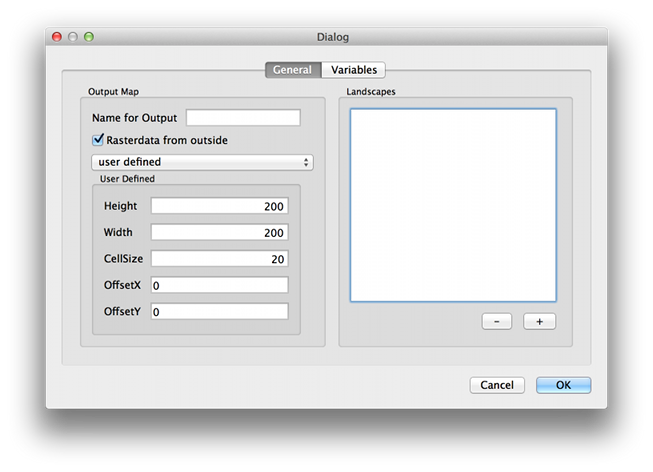 Dialog
General Variables
Output Map
Name for Output
Rasterdata from outside
user defined
User Defined
Height 200
Width 200
CellSize 20
OffsetX 0
OffsetY 0
Landscapes
- +
Cancel OK